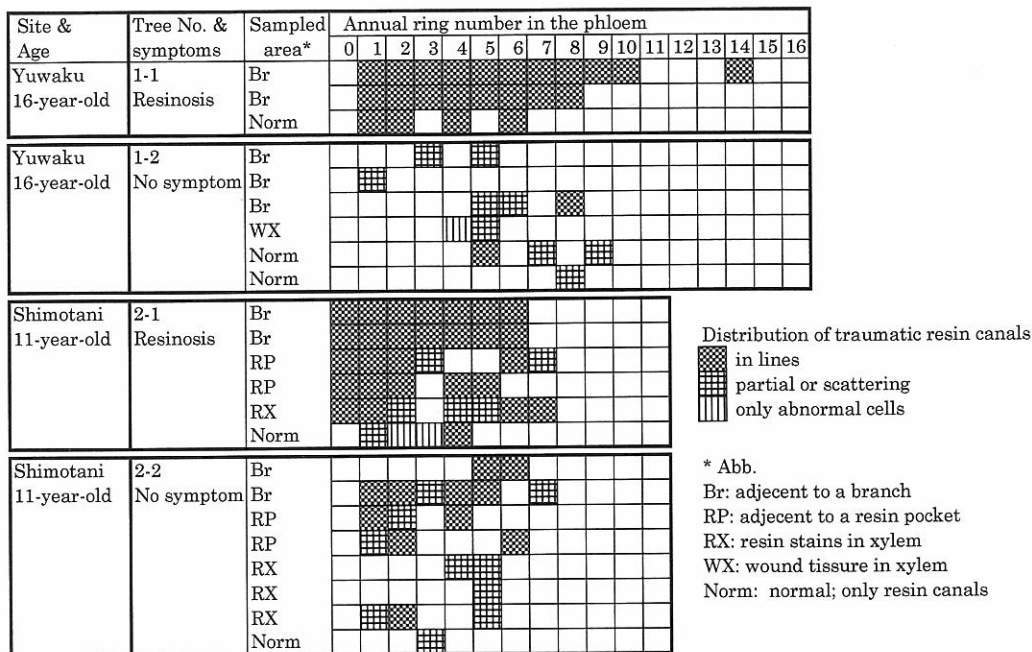 Site & Age Tree No. & symptoms Sampled area* Annual ring number in the phloem
0 1 2 3 4 5 6 7 8 9 10 11 12 13 14 15 16
Yuwaku 1-1 Br
16-year-old Resinosis Br
Norm
Yuwaku 1-2 Br
16-year-old No symptom Br
Br
WX
Norm
Norm
Shimotani 2-1 Br
11-year-old Resinosis Br
RP
RP
RX
Norm
Shimotani 2-2 Br
11-year-old No symptom Br
RP
RP
RX
RX
RX
Norm
Distribution of traumatic resin canals
in lines
partial or scattering
only abnormal cells
* Abb.
Br: adjecent to a branch
RP: adjecent to a resin pocket
RX: resin stains in xylem
WX: wound tissure in xylem
Norm: normal; only resin canals